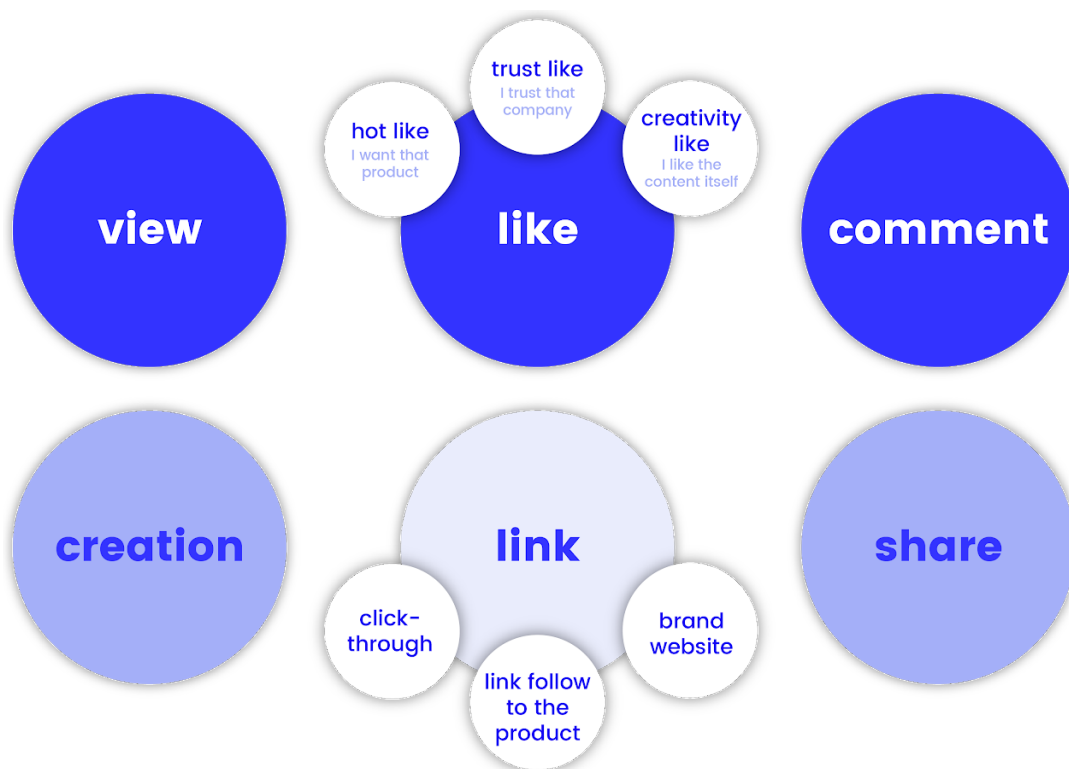 trust like
I trust that
company
hot like
I want that
product
creativity
like
I like the
content itself
view
like
comment
creation
link
share
click-
through
link follow
to the
product
brand
website